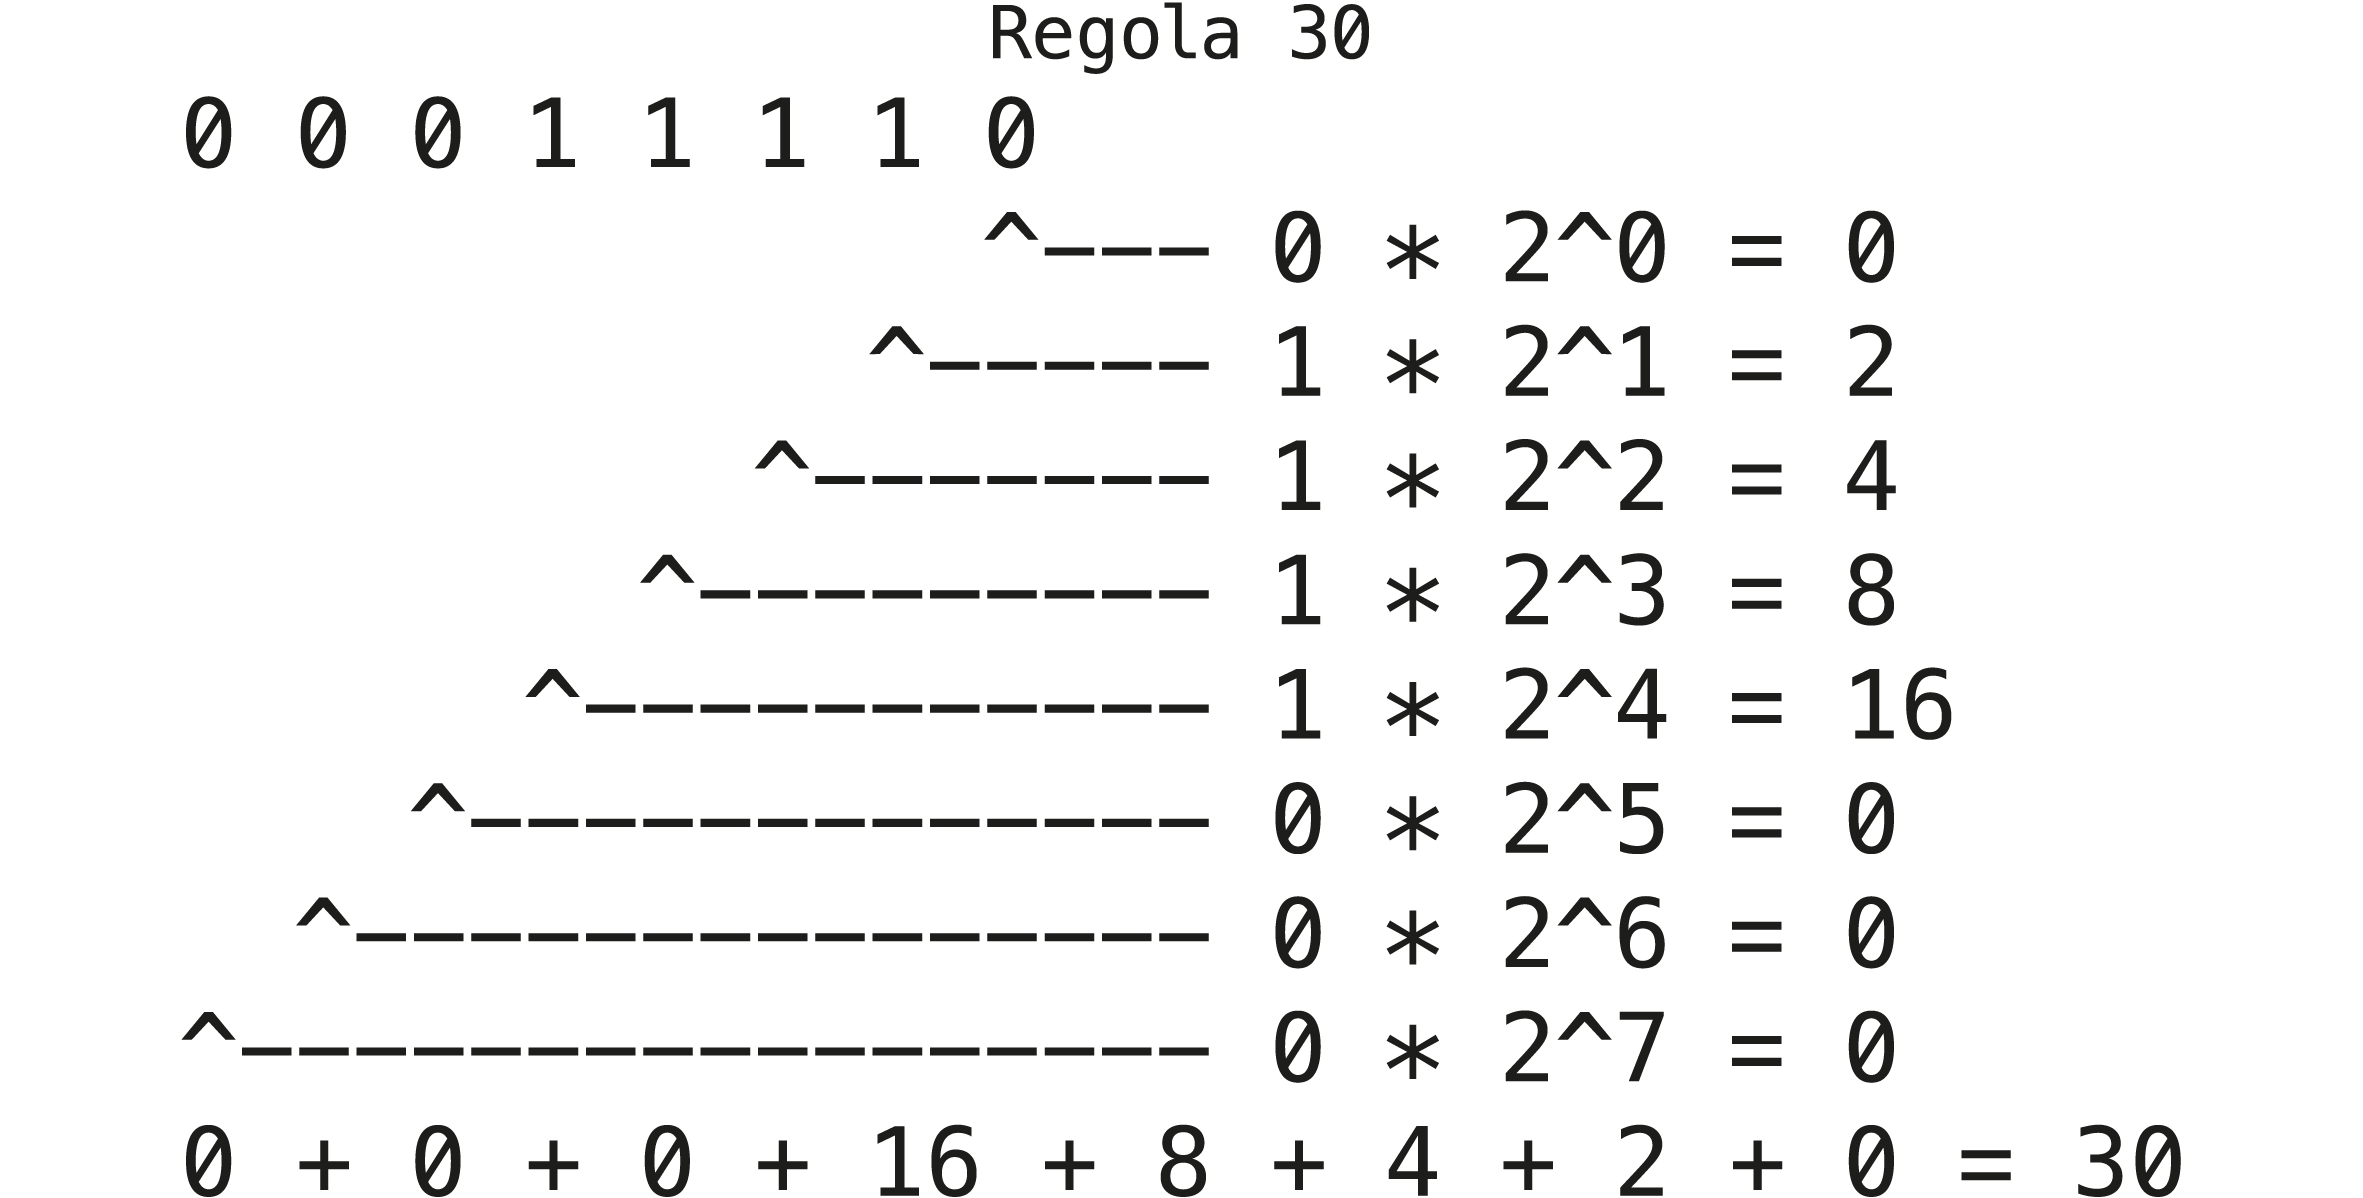 Regola 30
0 0 0 1 1 1 1 0
^--- 0 * 2^0 = 0
^----- 1 * 2^1 = 2
^------- 1 * 2^2 = 4
^--------- 1 * 2^3 = 8
^----------- 1 * 2^4 = 16
^------------- 0 * 2^5 = 0
^--------------- 0 * 2^6 = 0
^----------------- 0 * 2^7 = 0
0 + 0 + 0 + 16 + 8 + 4 + 2 + 0 = 30